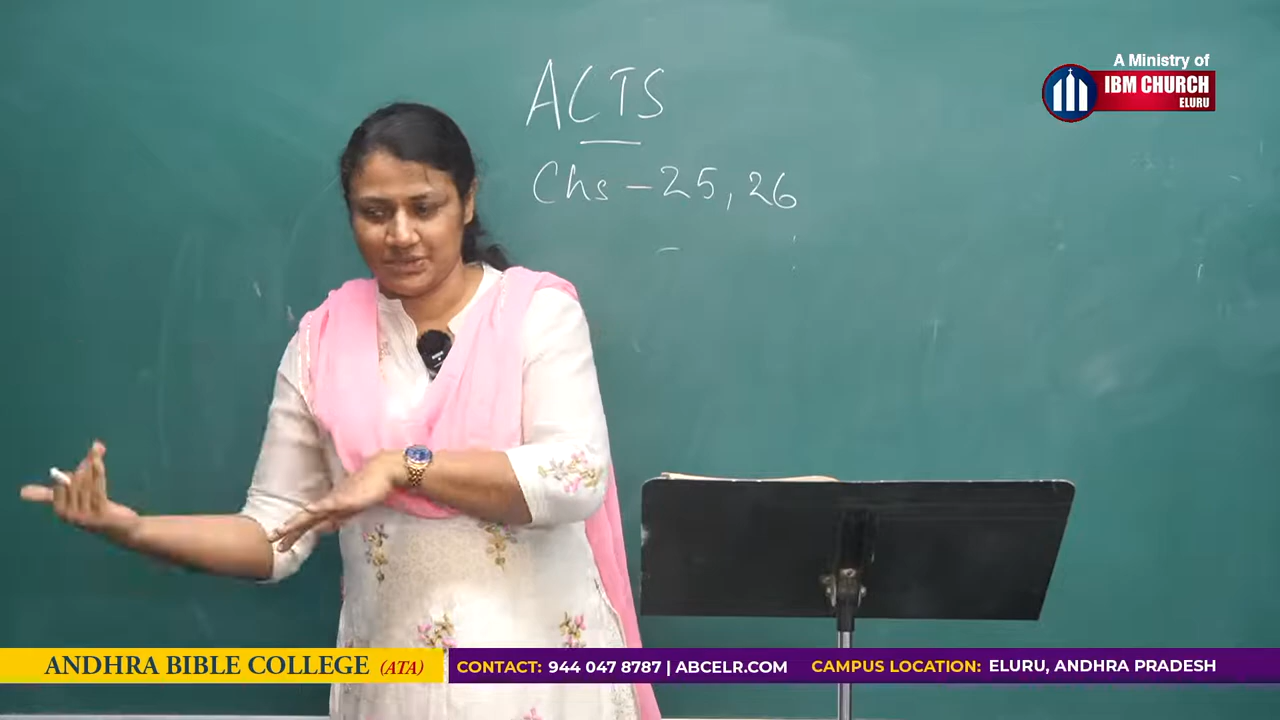 ACTS
Chs - 25, 26
A Ministry of
IBM CHURCH
ELURU
ANDHRA BIBLE COLLEGE (ATA)
CONTACT: 944 047 8787 | ABCELR.COM CAMPUS LOCATION: ELURU, ANDHRA PRADESH